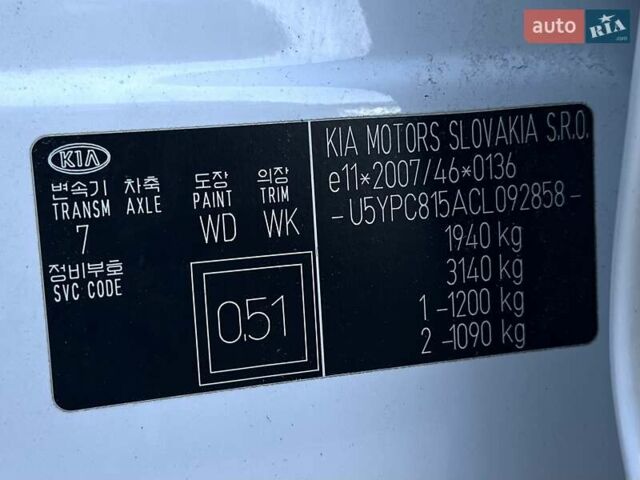 auto RIA.com
KIA
변속기 차축 도장 의장
TRANSM AXLE PAINT TRIM
7 WD WK
정비부호
SVC CODE
0.51
KIA MOTORS SLOVAKIA S.R.O.
e11*2007/46*0136
-U5YPC815ACL092858-
1940 kg
3140 kg
1 -1200 kg
2 -1090 kg